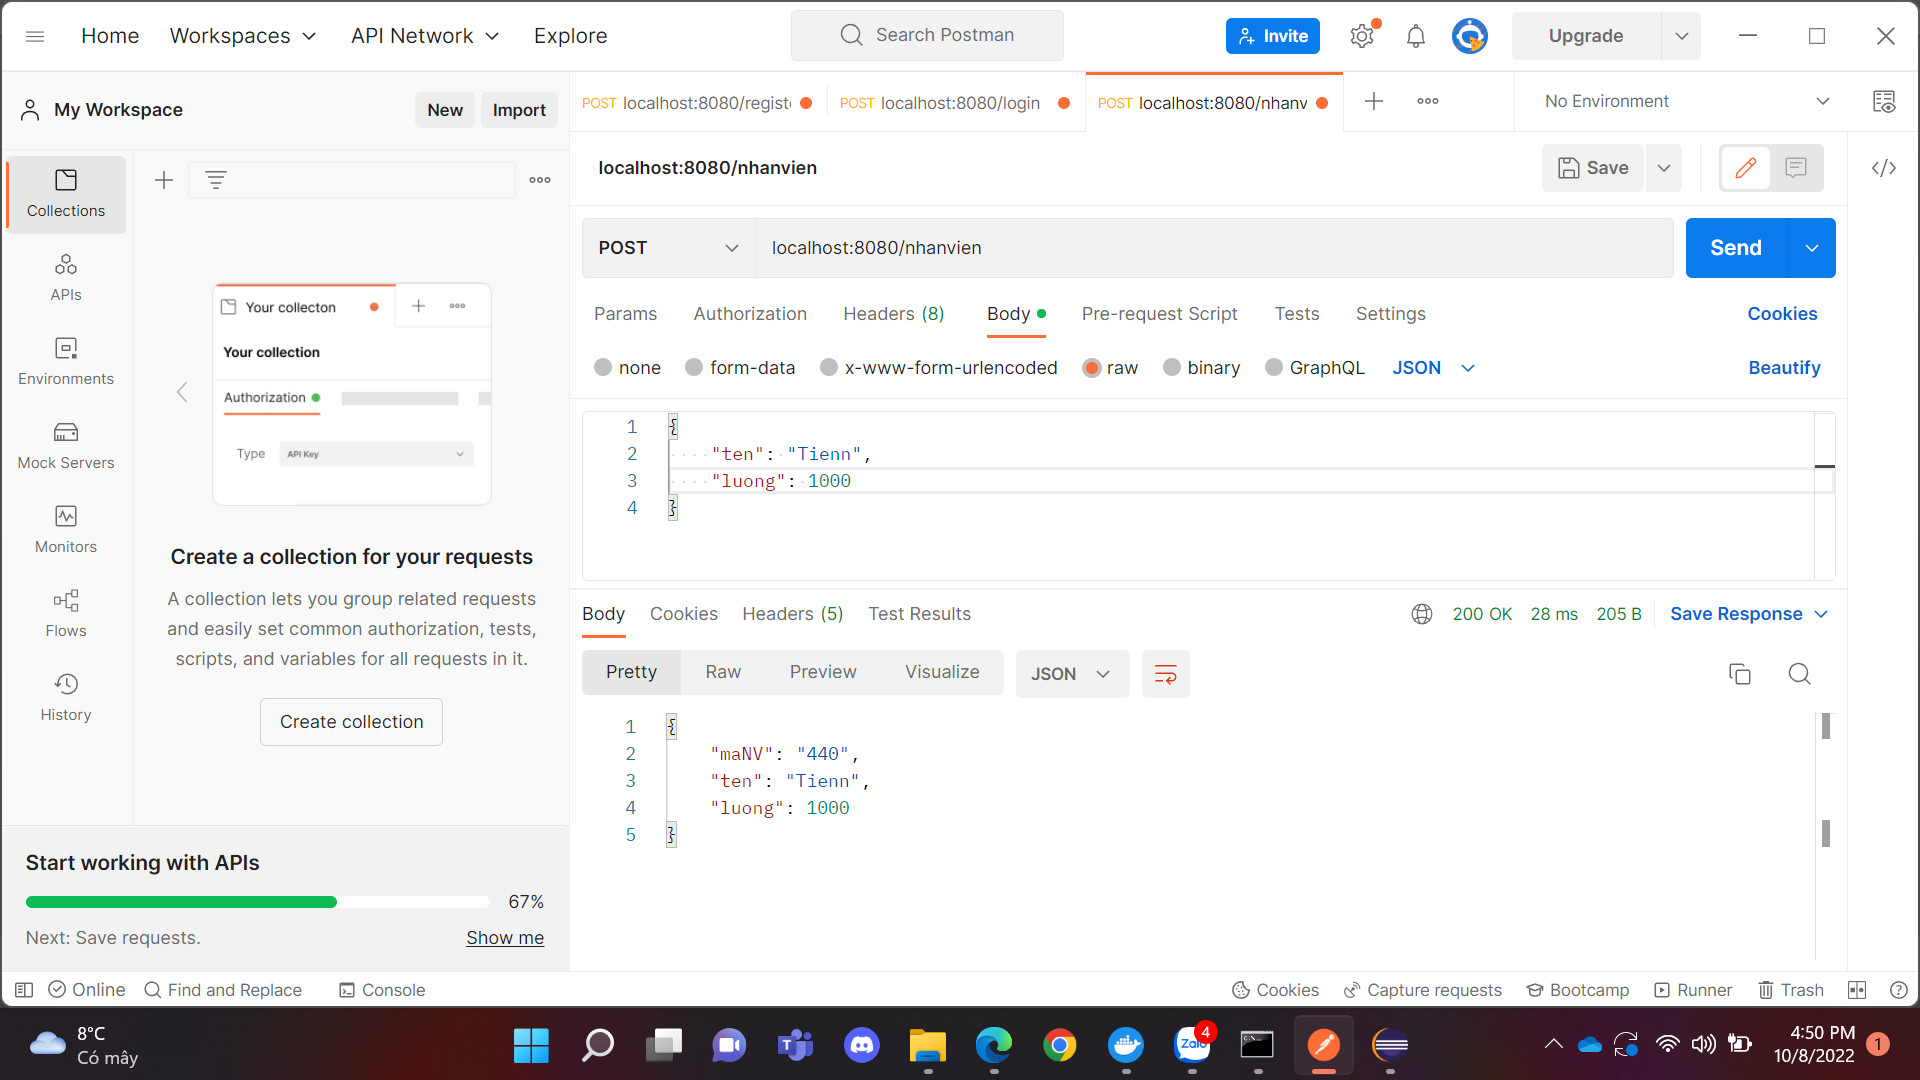 Home
Workspaces
API Network
Explore
Search Postman
Invite
Upgrade
My Workspace
New
Import
POST localhost:8080/regist
POST localhost:8080/login
POST localhost:8080/nhanv
No Environment
Collections
APIs
Environments
Mock Servers
Monitors
Flows
History
Your collecton
Your collection
Authorization
Type
API Key
Create a collection for your requests
A collection lets you group related requests
and easily set common authorization, tests,
scripts, and variables for all requests in it.
Create collection
Start working with APIs
67%
Next: Save requests.
Show me
localhost:8080/nhanvien
Save
POST
localhost:8080/nhanvien
Send
Params
Authorization
Headers (8)
Body
Pre-request Script
Tests
Settings
Cookies
none
form-data
x-www-form-urlencoded
raw
binary
GraphQL
JSON
Beautify
1 {
2 "ten": "Tienn",
3 "luong": 1000
4 }
Body
Cookies
Headers (5)
Test Results
200 OK
28 ms
205 B
Save Response
Pretty
Raw
Preview
Visualize
JSON
1 {
2 "maNV": "440",
3 "ten": "Tienn",
4 "luong": 1000
5 }
Online
Find and Replace
Console
Cookies
Capture requests
Bootcamp
Runner
Trash
8°C
Có mây
Zalo
4
4:50 PM
10/8/2022
1